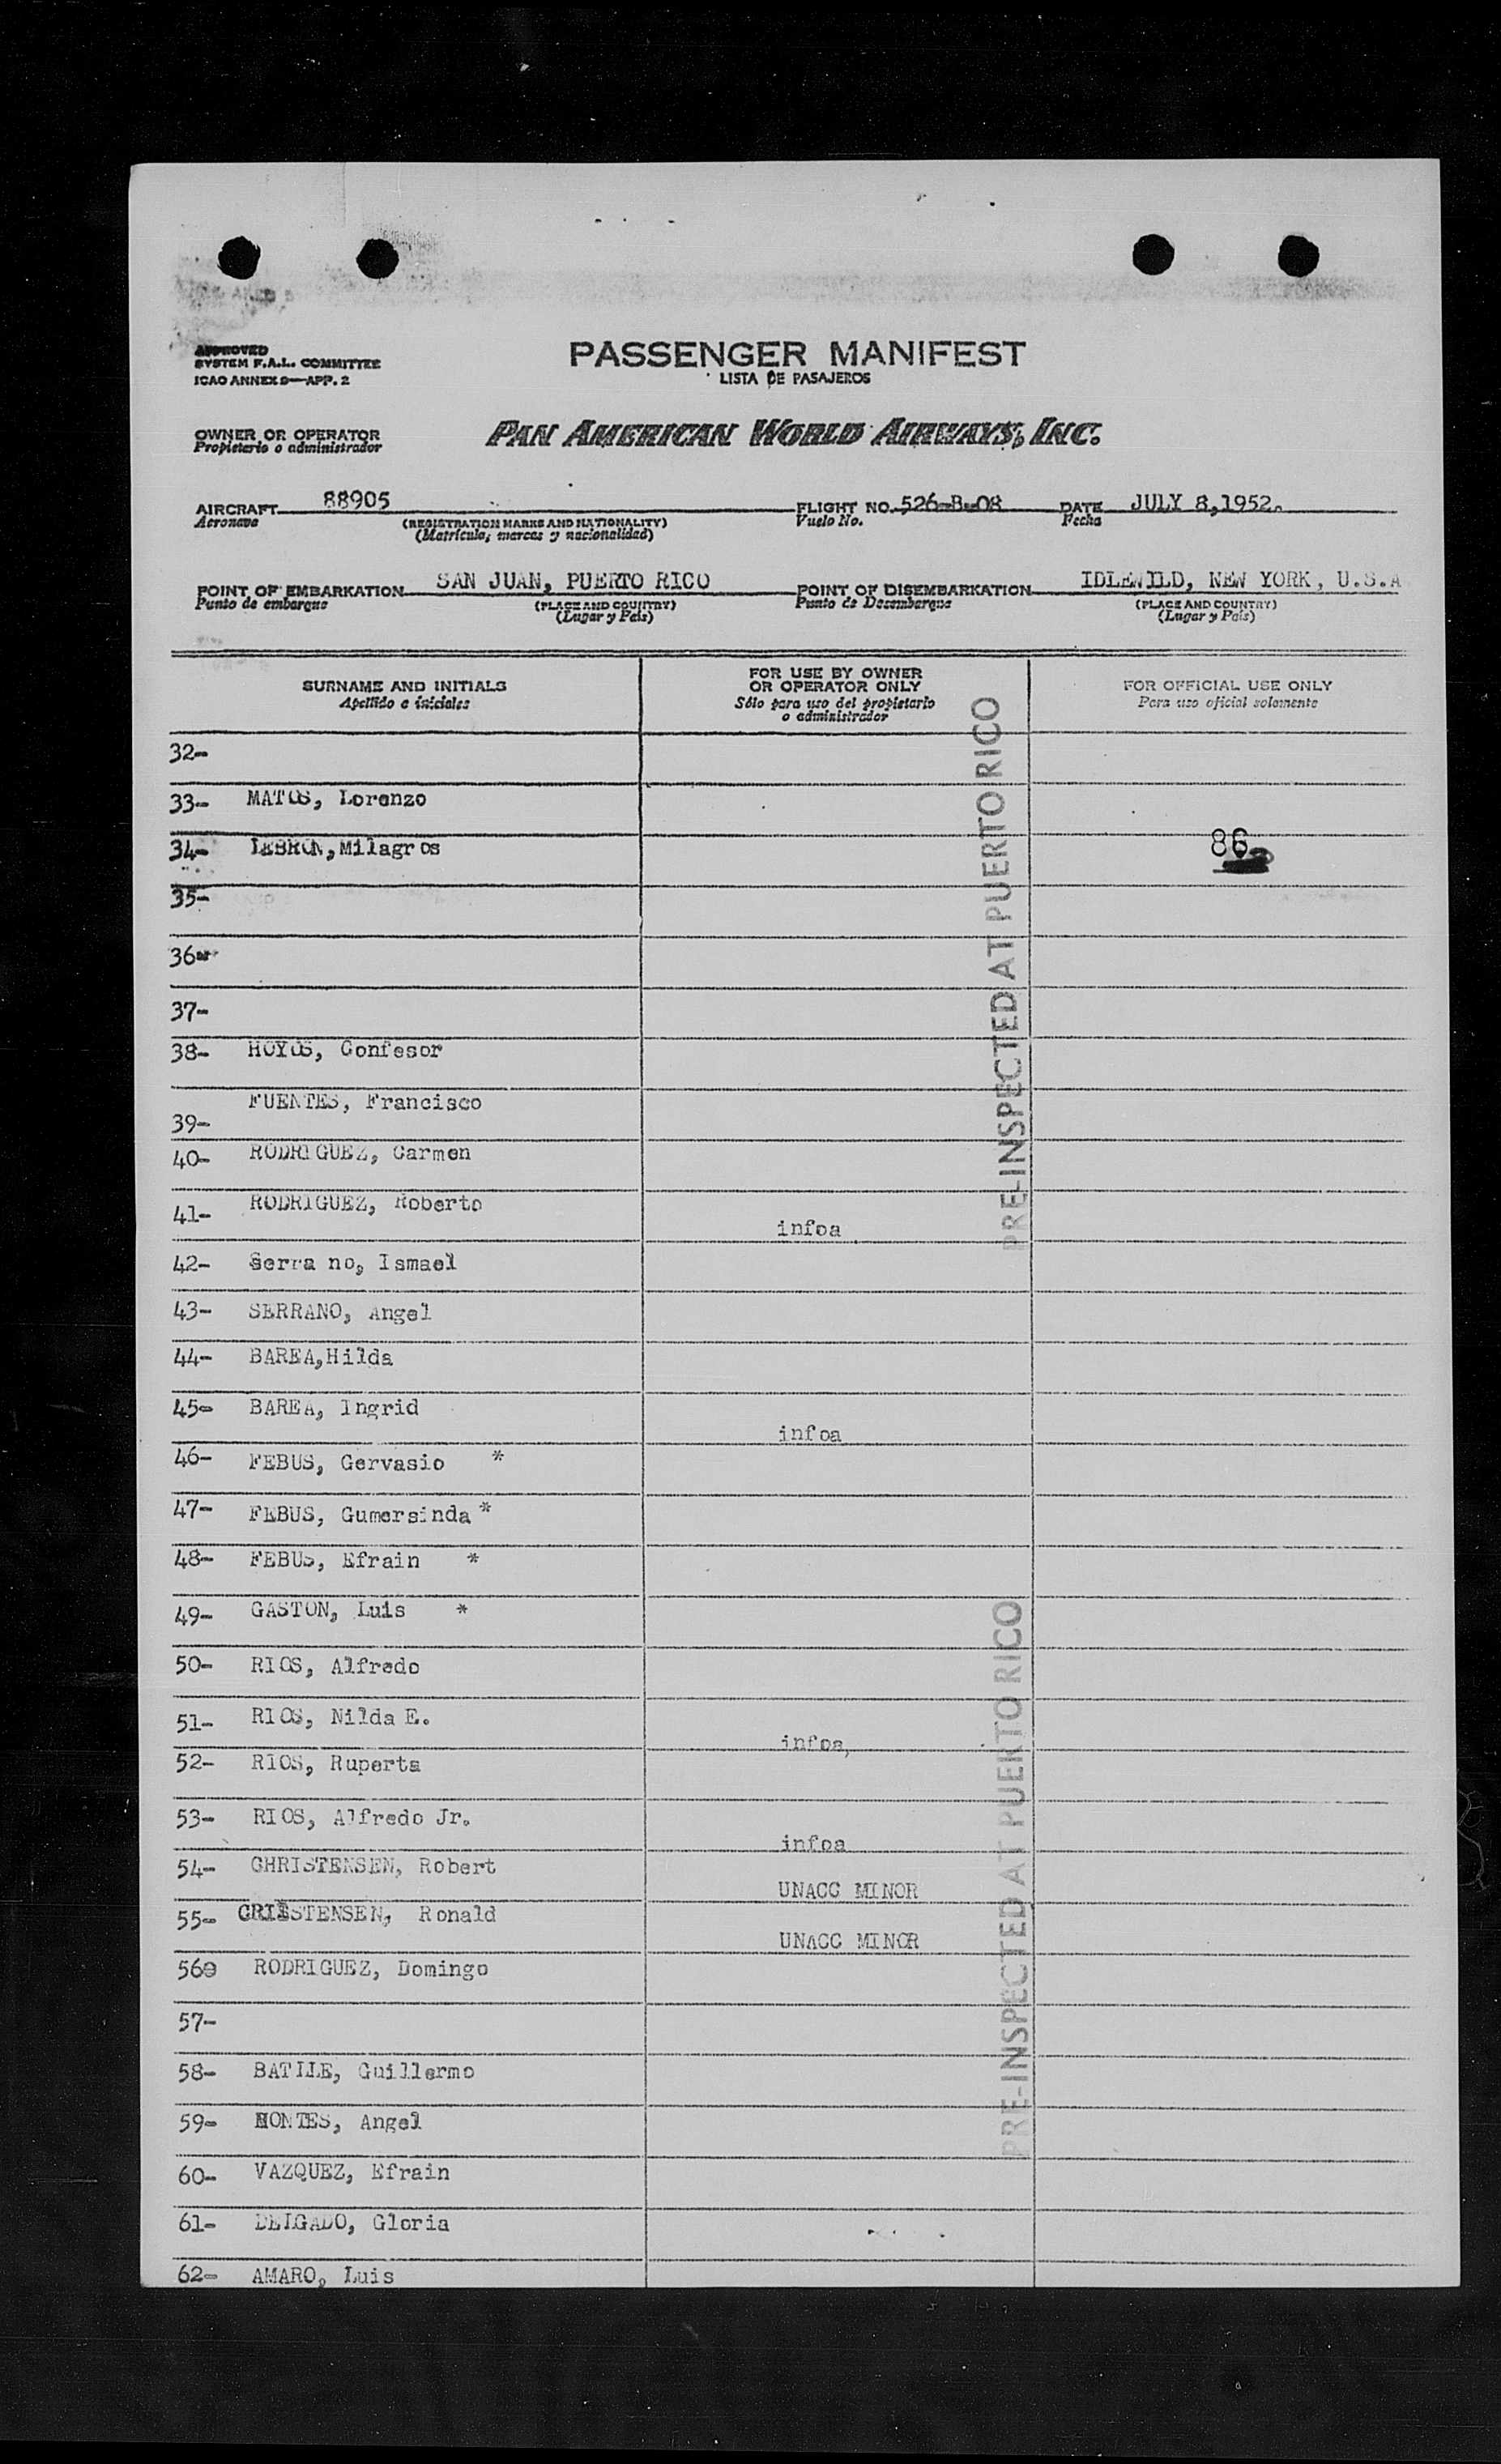 APPROVED
SYSTEM F.A.L. COMMITTEE
ICAO ANNEX 9—APP. 2
PASSENGER MANIFEST
LISTA DE PASAJEROS
OWNER OR OPERATOR
Propietario o administrador
PAN AMERICAN WORLD AIRWAYS, INC.
AIRCRAFT 88905 FLIGHT NO. 526-B-08 DATE JULY 8,1952.
Aeronave (REGISTRATION MARKS AND NATIONALITY) Vuelo No. Fecha
(Matrícula, marcas y nacionalidad)
POINT OF EMBARKATION SAN JUAN, PUERTO RICO POINT OF DISEMBARKATION IDLEWILD, NEW YORK, U.S.A
Punto de embarque (PLACE AND COUNTRY) Punto de Desembarque (PLACE AND COUNTRY)
(Lugar y País) (Lugar y País)
SURNAME AND INITIALS
Apellido e iniciales
FOR USE BY OWNER
OR OPERATOR ONLY
Sólo para uso del propietario
o administrador
FOR OFFICIAL USE ONLY
Para uso oficial solamente
32-
33- MATOS, Lorenzo
34- LEBRON,Milagros 86
35-
36-
37-
38- HOYOS, Confesor
39- FUENTES, Francisco
40- RODRIGUEZ, Carmen
41- RODRIGUEZ, Roberto infoa
42- Serra no, Ismael
43- SERRANO, Angel
44- BAREA,Hilda
45- BAREA, Ingrid infoa
46- FEBUS, Gervasio *
47- FEBUS, Gumersinda *
48- FEBUS, Efrain *
49- GASTON, Luis *
50- RIOS, Alfredo
51- RIOS, Nilda E. infoa,
52- RIOS, Ruperta
53- RIOS, Alfredo Jr. infoa
54- CHRISTENSEN, Robert UNACC MINOR
55- CRISTENSEN, Ronald UNACC MINOR
56- RODRIGUEZ, Domingo
57-
58- BATLLE, Guillermo
59- MONTES, Angel
60- VAZQUEZ, Efrain
61- DELGADO, Gloria
62- AMARO, Luis
PRE-INSPECTED AT PUERTO RICO
PRE-INSPECTED AT PUERTO RICO